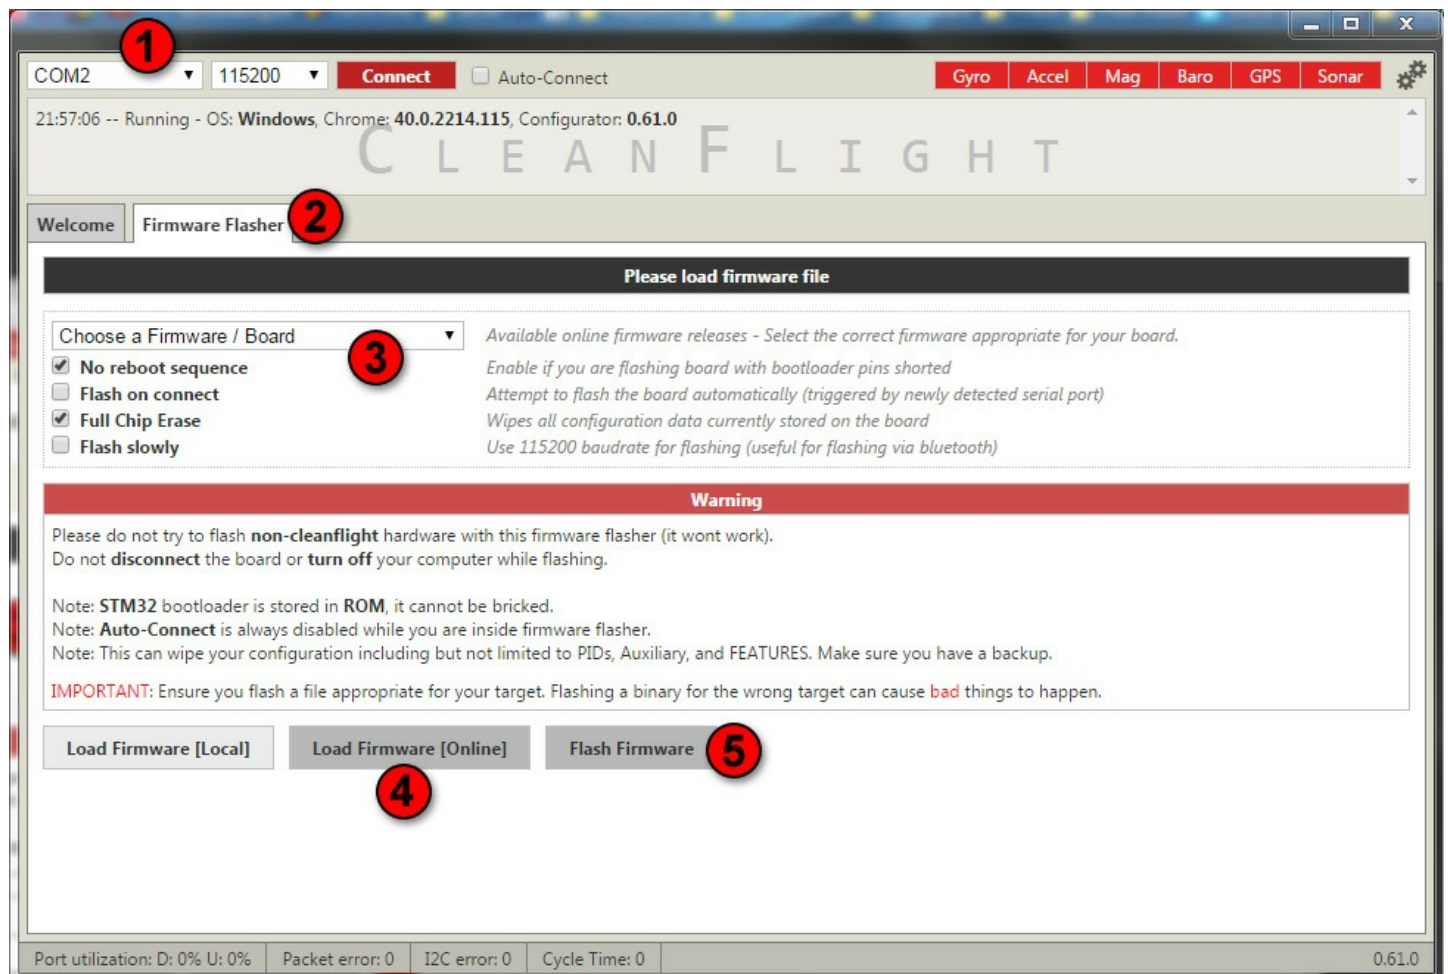 1
COM2 115200 Connect Auto-Connect Gyro Accel Mag Baro GPS Sonar
21:57:06 -- Running - OS: Windows, Chrome: 40.0.2214.115, Configurator: 0.61.0
CLEANFLIGHT
Welcome Firmware Flasher 2
Please load firmware file
Choose a Firmware / Board 3 Available online firmware releases - Select the correct firmware appropriate for your board.
No reboot sequence Enable if you are flashing board with bootloader pins shorted
Flash on connect Attempt to flash the board automatically (triggered by newly detected serial port)
Full Chip Erase Wipes all configuration data currently stored on the board
Flash slowly Use 115200 baudrate for flashing (useful for flashing via bluetooth)
Warning
Please do not try to flash non-cleanflight hardware with this firmware flasher (it wont work).
Do not disconnect the board or turn off your computer while flashing.
Note: STM32 bootloader is stored in ROM, it cannot be bricked.
Note: Auto-Connect is always disabled while you are inside firmware flasher.
Note: This can wipe your configuration including but not limited to PIDs, Auxiliary, and FEATURES. Make sure you have a backup.
IMPORTANT: Ensure you flash a file appropriate for your target. Flashing a binary for the wrong target can cause bad things to happen.
Load Firmware [Local] Load Firmware [Online] Flash Firmware 5
4
Port utilization: D: 0% U: 0% Packet error: 0 I2C error: 0 Cycle Time: 0 0.61.0